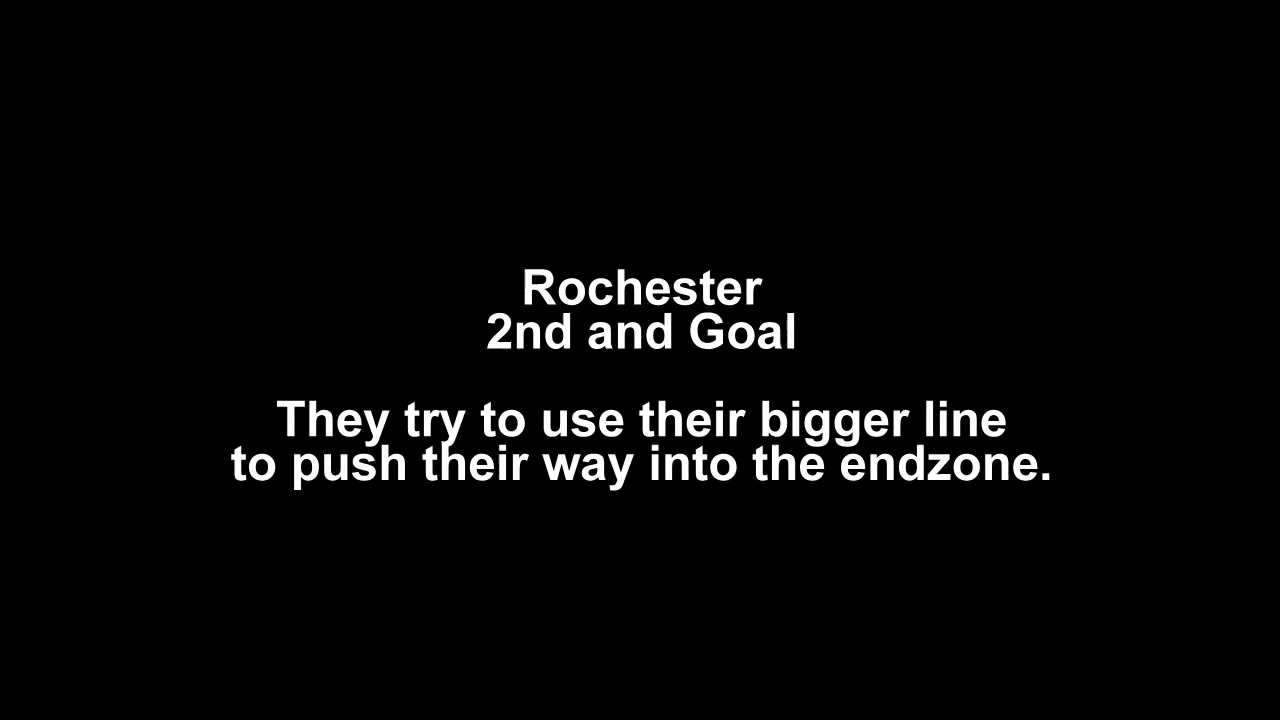 Rochester
2nd and Goal
They try to use their bigger line
to push their way into the endzone.